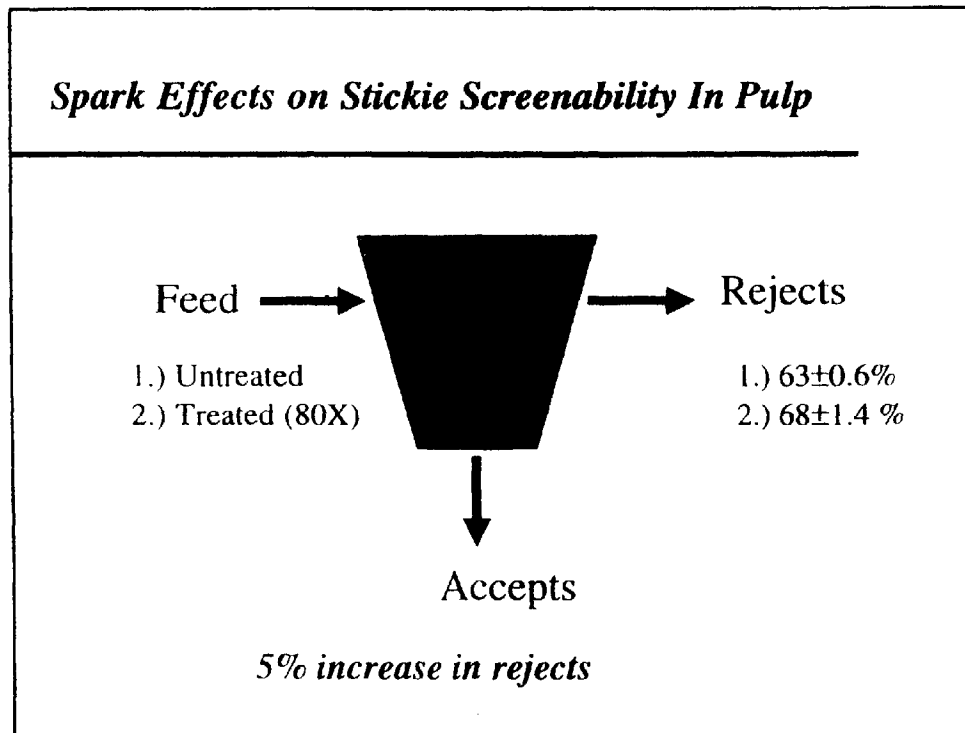 Spark Effects on Stickie Screenability In Pulp
Feed
Rejects
1.) Untreated
2.) Treated (80X)
1.) 63±0.6%
2.) 68±1.4 %
Accepts
5% increase in rejects